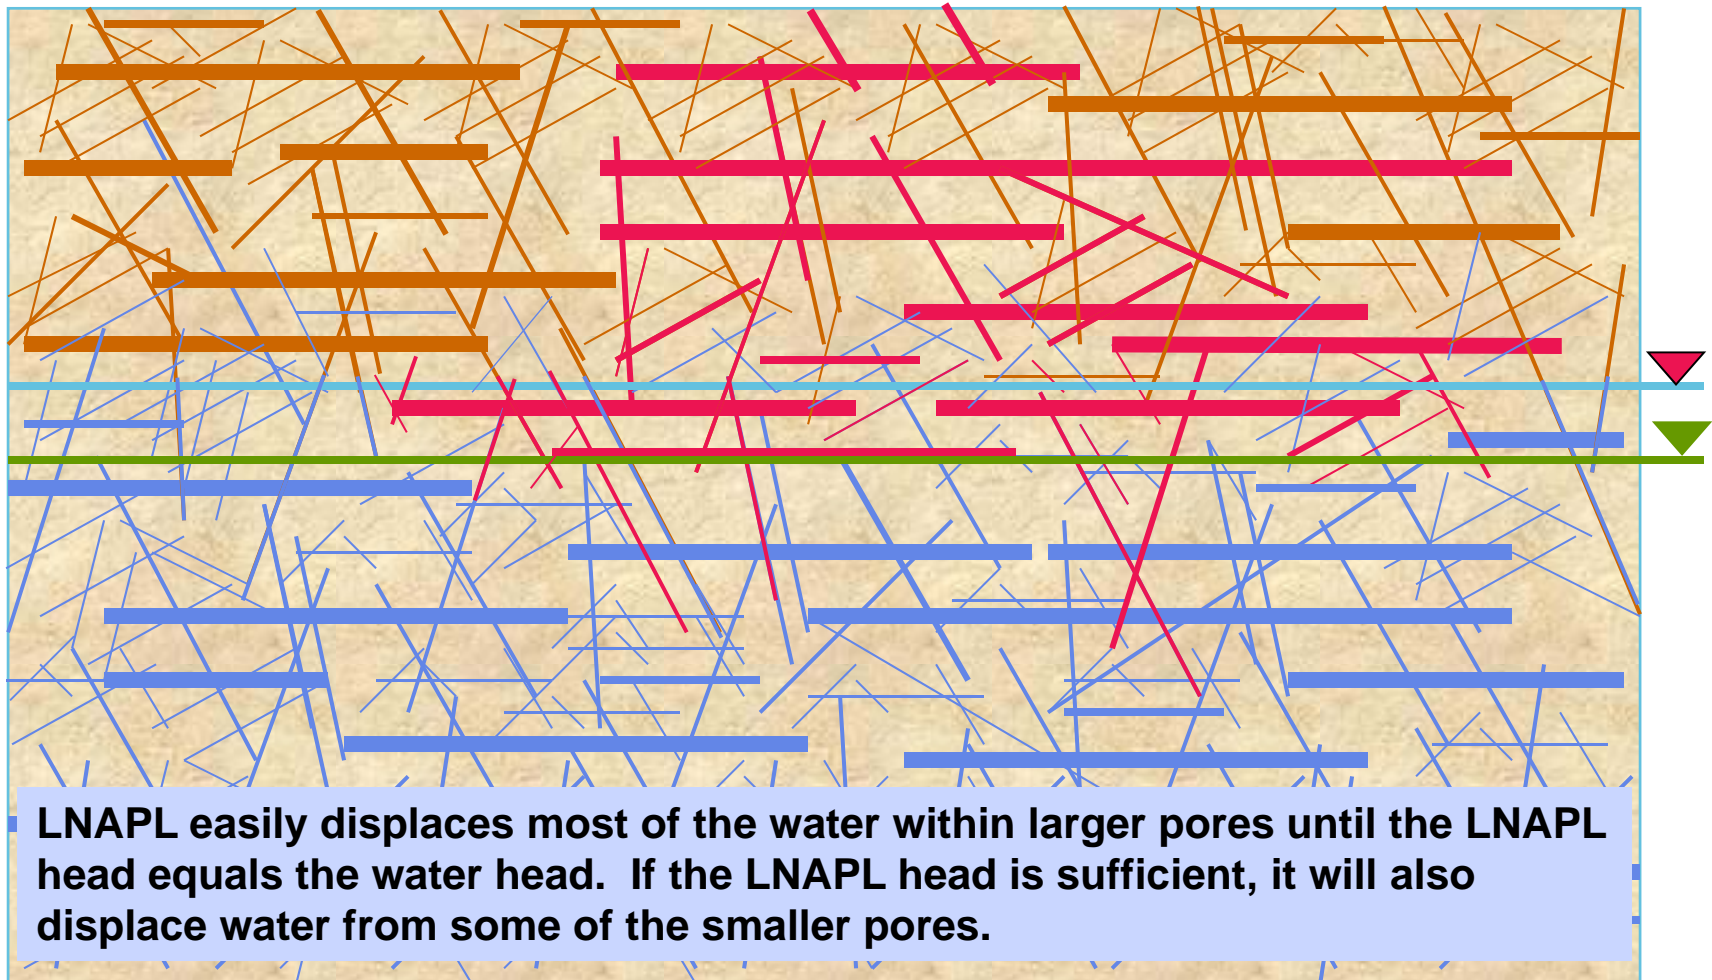 LNAPL easily displaces most of the water within larger pores until the LNAPL
head equals the water head.  If the LNAPL head is sufficient, it will also
displace water from some of the smaller pores.